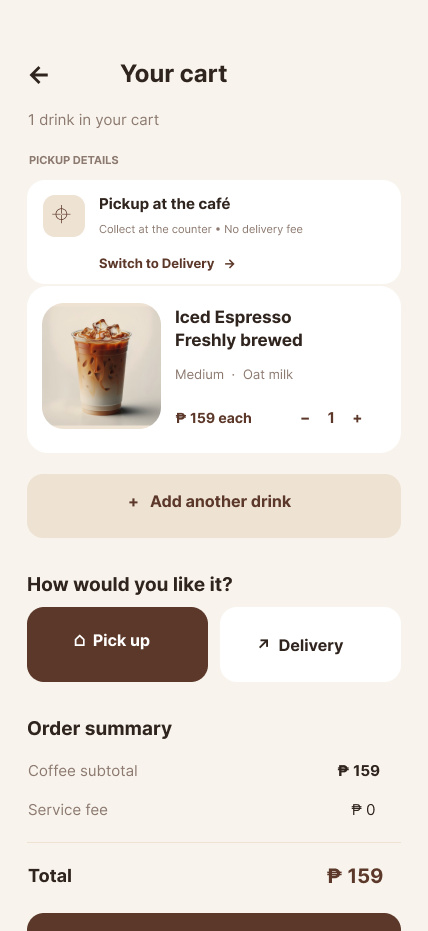 ← Your cart
1 drink in your cart
PICKUP DETAILS
Pickup at the café
Collect at the counter • No delivery fee
Switch to Delivery →
Iced Espresso
Freshly brewed
Medium · Oat milk
₱ 159 each − 1 +
+ Add another drink
How would you like it?
⌂ Pick up ↗ Delivery
Order summary
Coffee subtotal ₱ 159
Service fee ₱ 0
Total ₱ 159